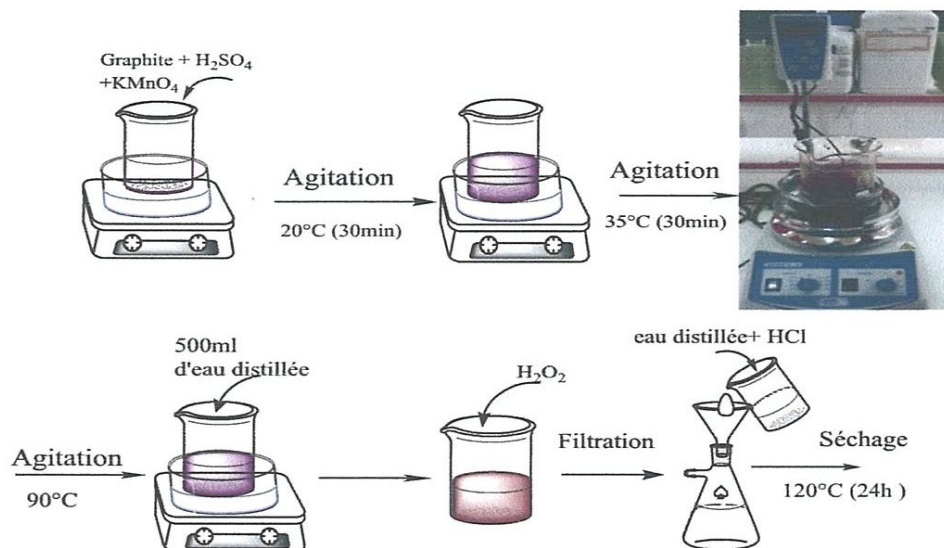 Graphite + H₂SO₄
+KMnO₄
Agitation
20°C (30min)
Agitation
35°C (30min)
500ml
d'eau distillée
Agitation
90°C
H₂O₂
Filtration
eau distillée+ HCl
Séchage
120°C (24h )